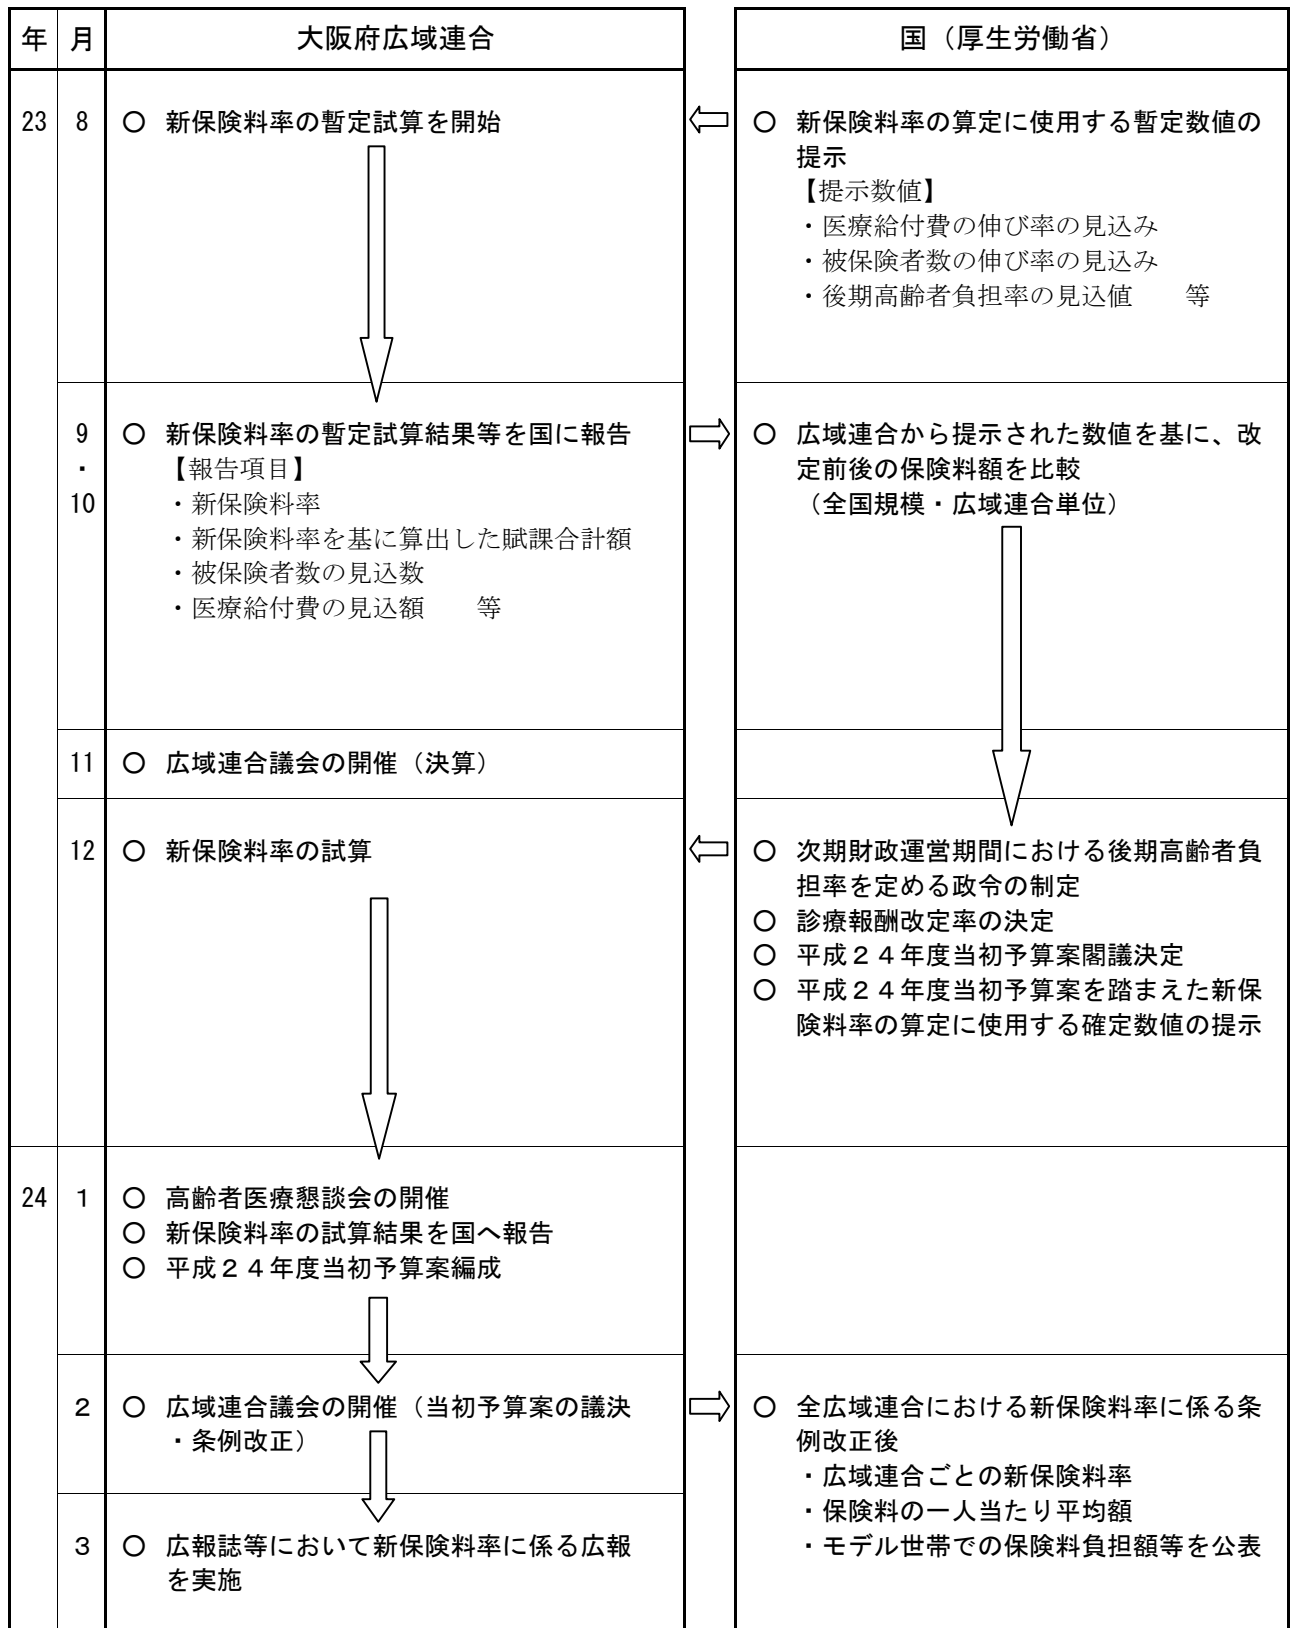 年 月 大阪府広域連合 国（厚生労働省）
23 8 ○ 新保険料率の暫定試算を開始
○ 新保険料率の算定に使用する暫定数値の
提示
【提示数値】
・医療給付費の伸び率の見込み
・被保険者数の伸び率の見込み
・後期高齢者負担率の見込値　　等
9
・
10
○ 新保険料率の暫定試算結果等を国に報告
【報告項目】
・新保険料率
・新保険料率を基に算出した賦課合計額
・被保険者数の見込数
・医療給付費の見込額　　等
○ 広域連合から提示された数値を基に、改
定前後の保険料額を比較
（全国規模・広域連合単位）
11 ○ 広域連合議会の開催（決算）
12 ○ 新保険料率の試算
○ 次期財政運営期間における後期高齢者負
担率を定める政令の制定
○ 診療報酬改定率の決定
○ 平成２４年度当初予算案閣議決定
○ 平成２４年度当初予算案を踏まえた新保
険料率の算定に使用する確定数値の提示
24 1 ○ 高齢者医療懇談会の開催
○ 新保険料率の試算結果を国へ報告
○ 平成２４年度当初予算案編成
2 ○ 広域連合議会の開催（当初予算案の議決
・条例改正）
○ 全広域連合における新保険料率に係る条
例改正後
・広域連合ごとの新保険料率
・保険料の一人当たり平均額
・モデル世帯での保険料負担額等を公表
3 ○ 広報誌等において新保険料率に係る広報
を実施